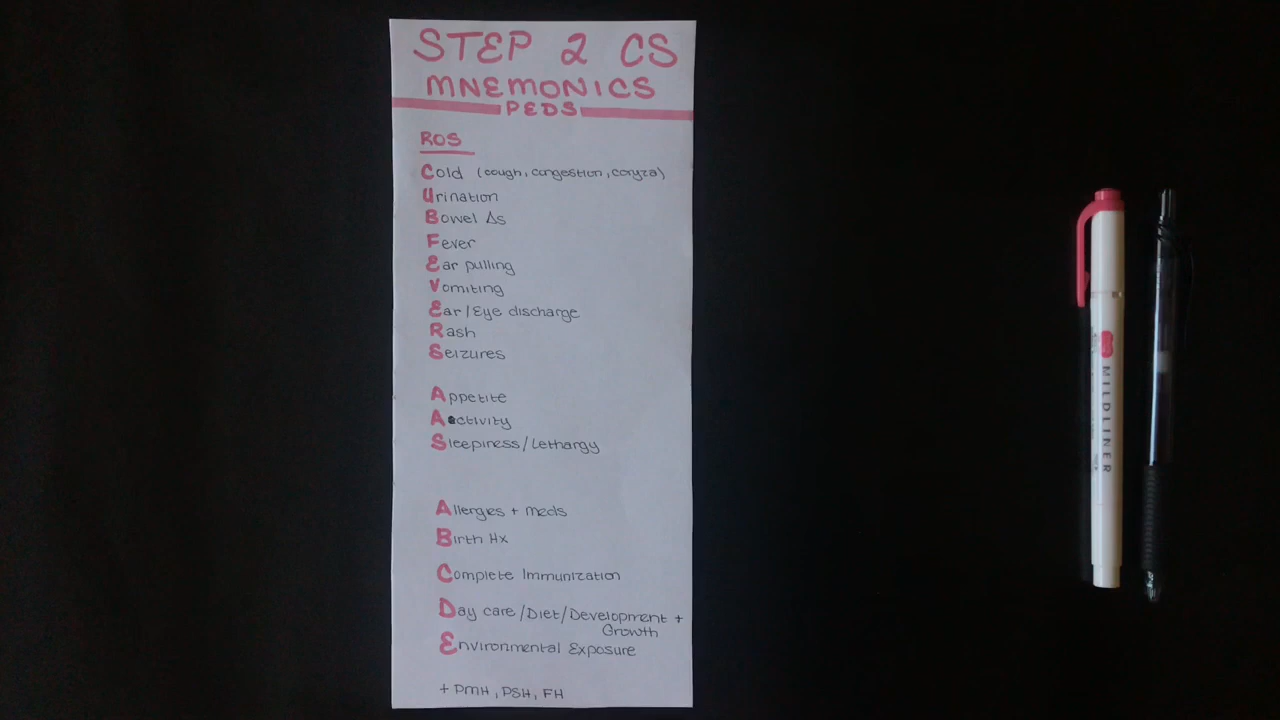 STEP 2 CS
MNEMONICS
PEDS
ROS
Cold (cough, congestion, coryza)
Urination
Bowel Δs
Fever
Ear pulling
Vomiting
Ear/Eye discharge
Rash
Seizures
Appetite
Activity
Sleepiness/Lethargy
Allergies + meds
Birth Hx
Complete Immunization
Day care/Diet/Development +
Growth
Environmental Exposure
+ PMH, PSH, FH
MILDLINER